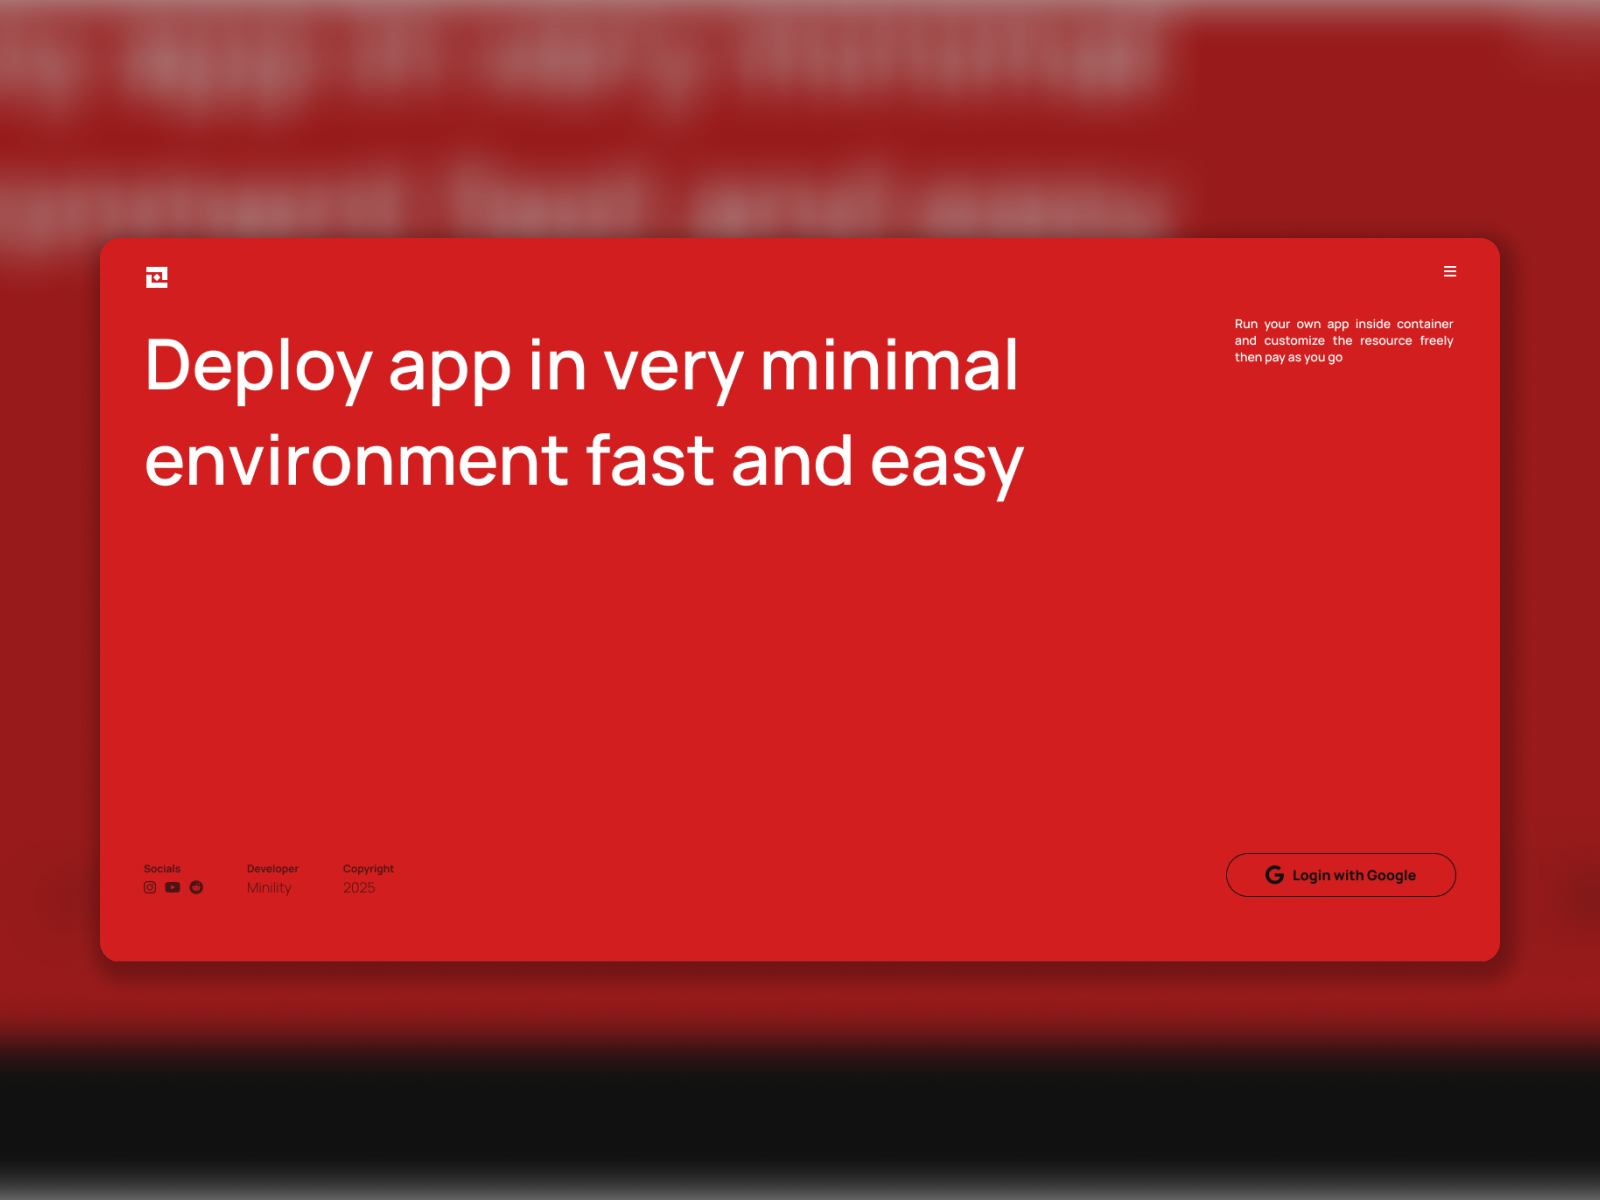 Deploy app in very minimal
environment fast and easy
Run your own app inside container
and customize the resource freely
then pay as you go
Socials
Developer
Minility
Copyright
2025
Login with Google